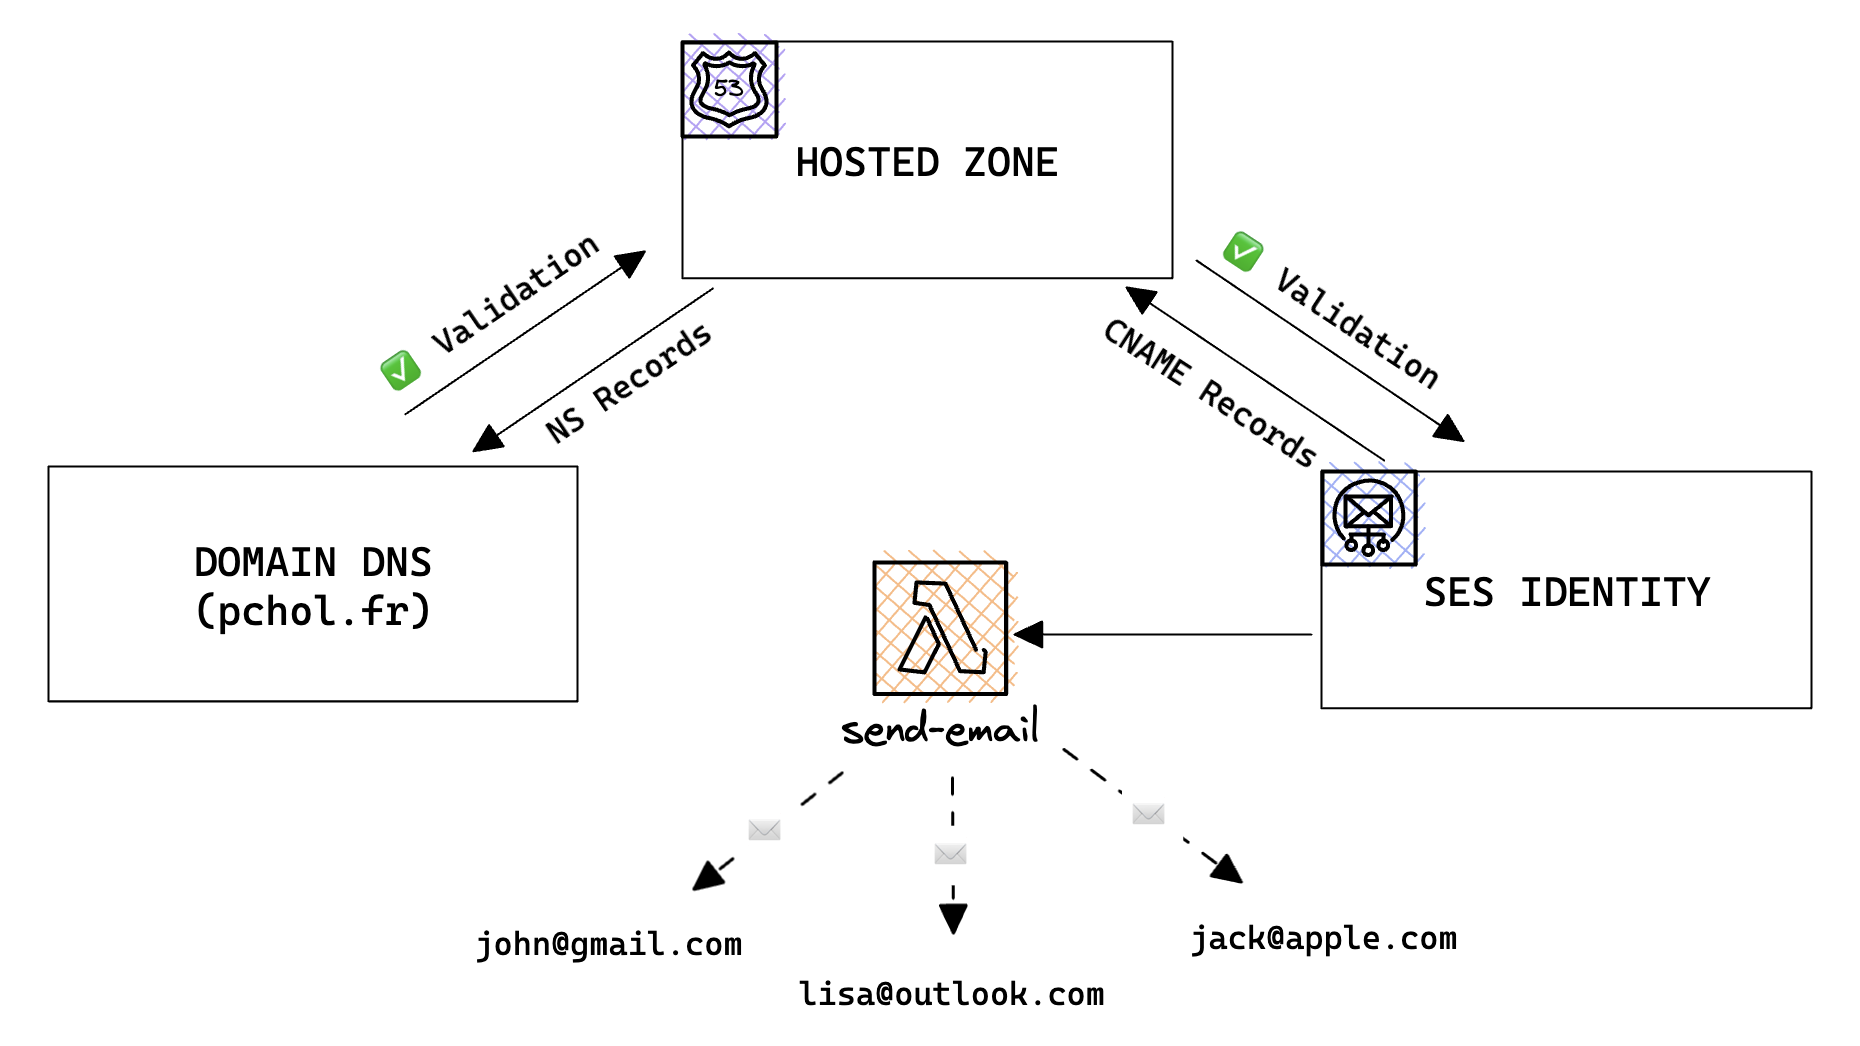 53
HOSTED ZONE
Validation
NS Records
Validation
CNAME Records
DOMAIN DNS
(pchol.fr)
SES IDENTITY
send-email
john@gmail.com
lisa@outlook.com
jack@apple.com